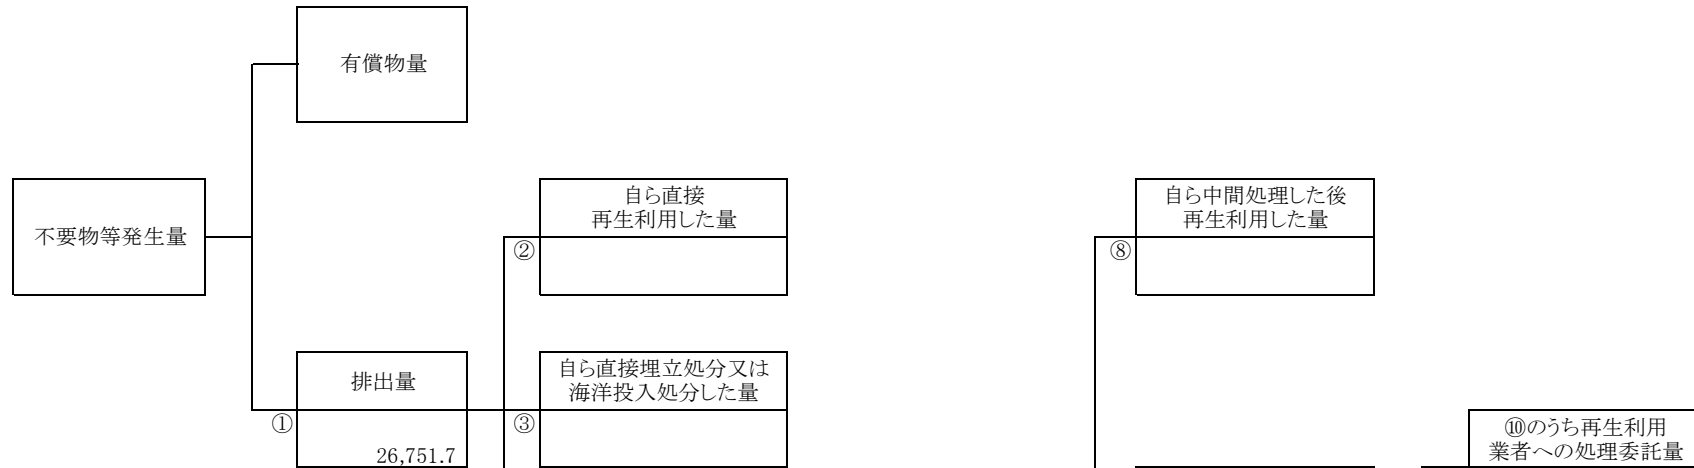 有償物量
不要物等発生量
自ら直接
再生利用した量
②
自ら中間処理した後
再生利用した量
⑧
排出量
①
26,751.7
自ら直接埋立処分又は
海洋投入処分した量
③
⑩のうち再生利用
業者への処理委託量